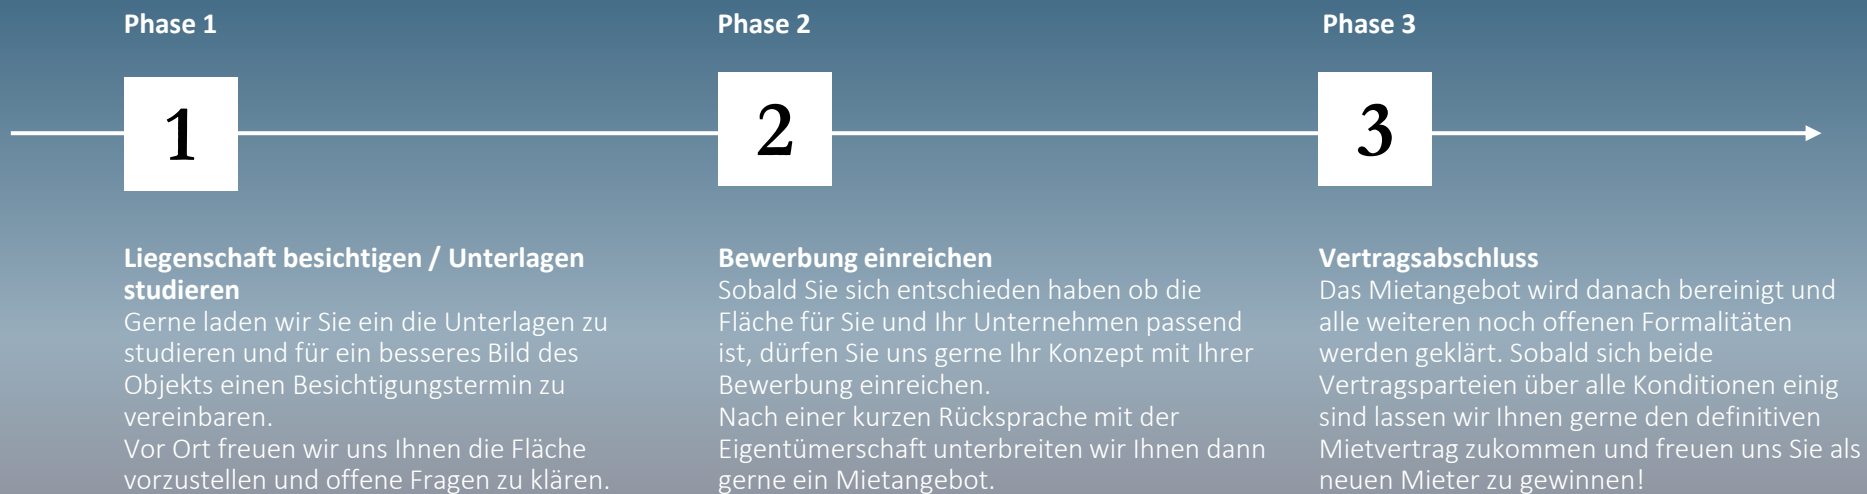 Phase 1
Phase 2
Phase 3
1
2
3
Liegenschaft besichtigen / Unterlagen
studieren
Gerne laden wir Sie ein die Unterlagen zu
studieren und für ein besseres Bild des
Objekts einen Besichtigungstermin zu
vereinbaren.
Vor Ort freuen wir uns Ihnen die Fläche
vorzustellen und offene Fragen zu klären.
Bewerbung einreichen
Sobald Sie sich entschieden haben ob die
Fläche für Sie und Ihr Unternehmen passend
ist, dürfen Sie uns gerne Ihr Konzept mit Ihrer
Bewerbung einreichen.
Nach einer kurzen Rücksprache mit der
Eigentümerschaft unterbreiten wir Ihnen dann
gerne ein Mietangebot.
Vertragsabschluss
Das Mietangebot wird danach bereinigt und
alle weiteren noch offenen Formalitäten
werden geklärt. Sobald sich beide
Vertragsparteien über alle Konditionen einig
sind lassen wir Ihnen gerne den definitiven
Mietvertrag zukommen und freuen uns Sie als
neuen Mieter zu gewinnen!